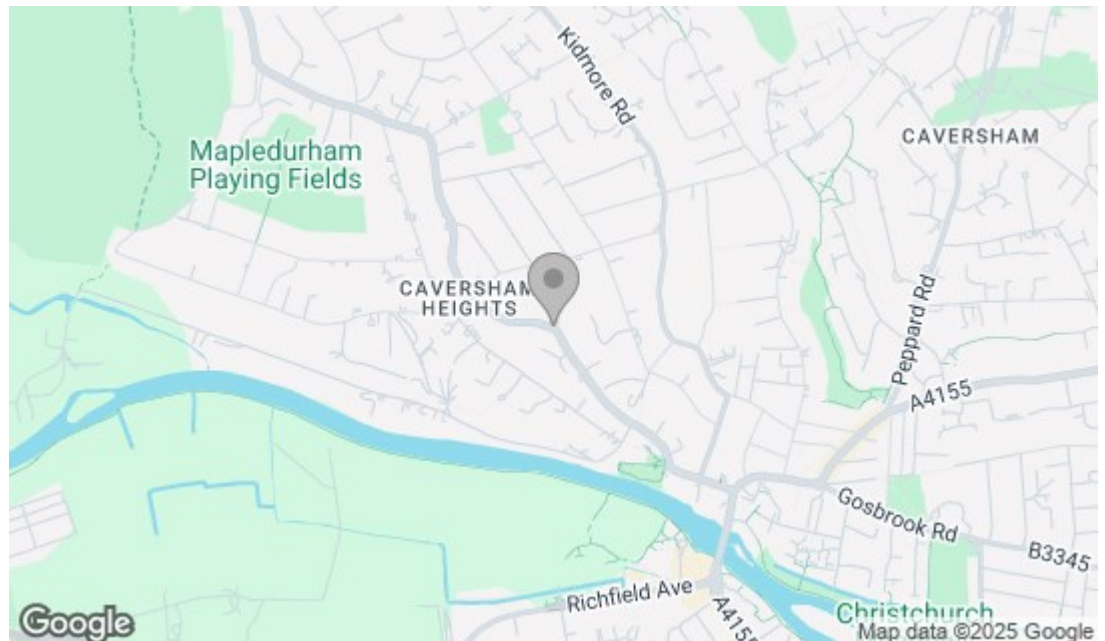 Kidmore Rd
CAVERSHAM
Mapledurham
Playing Fields
CAVERSHAM
HEIGHTS
Peppard Rd
A4155
Gosbrook Rd
B3345
Richfield Ave
A4155
Christchurch
Google
Map data ©2025 Google